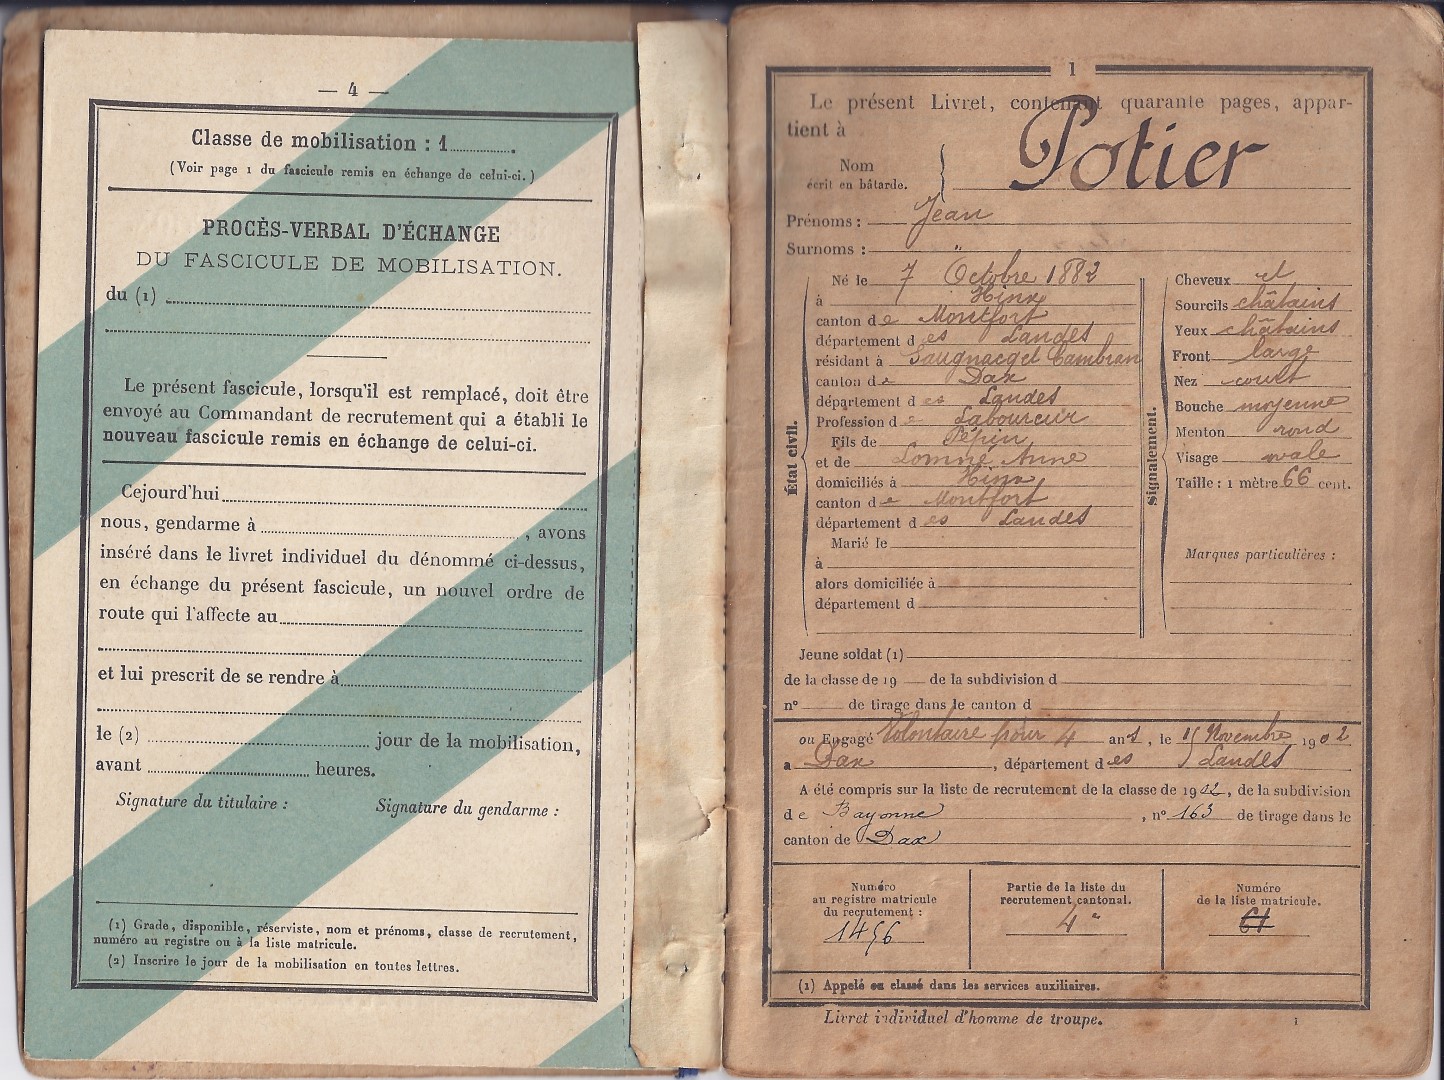 — 4 —
Classe de mobilisation : 1............
(Voir page 1 du fascicule remis en échange de celui-ci.)
PROCÈS-VERBAL D'ÉCHANGE
DU FASCICULE DE MOBILISATION.
du (1)
Le présent fascicule, lorsqu'il est remplacé, doit être
envoyé au Commandant de recrutement qui a établi le
nouveau fascicule remis en échange de celui-ci.
Cejourd'hui
nous, gendarme à , avons
inséré dans le livret individuel du dénommé ci-dessus,
en échange du présent fascicule, un nouvel ordre de
route qui l'affecte au
et lui prescrit de se rendre à
le (2) jour de la mobilisation,
avant heures.
Signature du titulaire : Signature du gendarme :
(1) Grade, disponible, réserviste, nom et prénoms, classe de recrutement,
numéro au registre ou à la liste matricule.
(2) Inscrire le jour de la mobilisation en toutes lettres.
1
Le présent Livret, contenant quarante pages, appar-
tient à
Nom
écrit en bâtarde.
Potier
Prénoms : Jean
Surnoms : "
État civil.
Né le 7 Octobre 1882
à Hinx
canton de Montfort
département des Landes
résidant à Saugnacq et Cambran
canton de Dax
département des Landes
Profession de Laboureur
Fils de Pépin
et de Lomné Anne
domiciliés à Hinx
canton de Montfort
département des Landes
Marié le
à
alors domiciliée à
département d
Signalement.
Cheveux et
Sourcils châtains
Yeux châtains
Front large
Nez court
Bouche moyenne
Menton rond
Visage ovale
Taille : 1 mètre 66 cent.
Marques particulières :
Jeune soldat (1)
de la classe de 19 de la subdivision d
n° de tirage dans le canton d
ou Engagé Volontaire pour 4 ans, le 15 Novembre 1902
à Dax, département des Landes
A été compris sur la liste de recrutement de la classe de 1902, de la subdivision
de Bayonne, n° 163 de tirage dans le
canton de Dax
Numéro
au registre matricule
du recrutement :
1456
Partie de la liste du
recrutement cantonal.
4e
Numéro
de la liste matricule.
61
(1) Appelé ou classé dans les services auxiliaires.
Livret individuel d'homme de troupe.
1